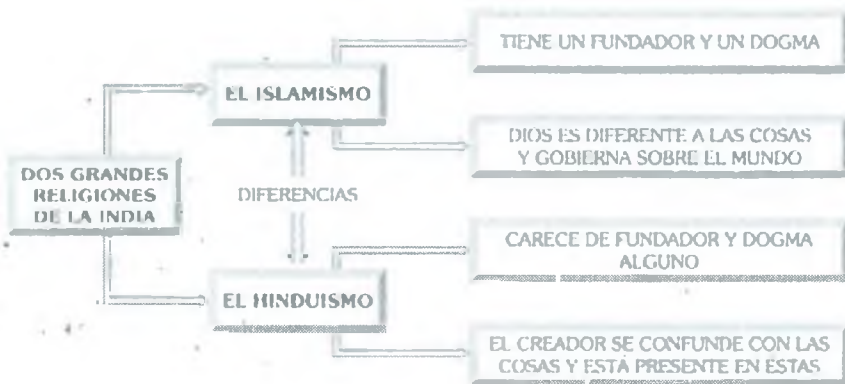 TIENE UN FUNDADOR Y UN DOGMA
EL ISLAMISMO
DIOS ES DIFERENTE A LAS COSAS
Y GOBIERNA SOBRE EL MUNDO
DOS GRANDES
RELIGIONES
DE LA INDIA
DIFERENCIAS
CARECE DE FUNDADOR Y DOGMA
ALGUNO
EL HINDUISMO
EL CREADOR SE CONFUNDE CON LAS
COSAS Y ESTÁ PRESENTE EN ESTAS